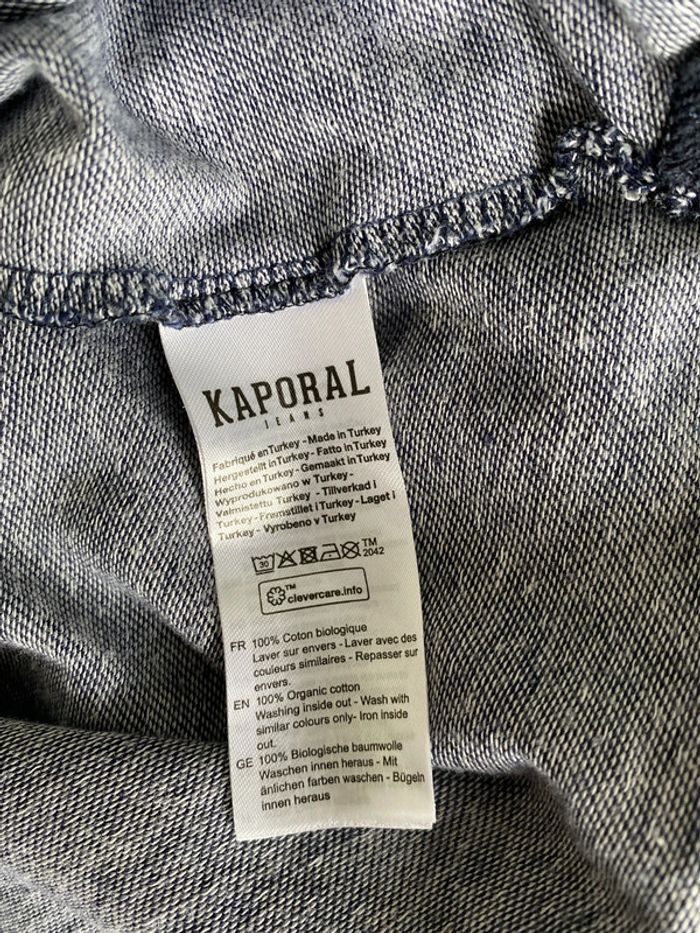 KAPORAL
JEANS
Fabriqué en Turkey - Made in Turkey
Hergestellt in Turkey - Fatto in Turkey
Hecho en Turkey - Gemaakt in Turkey
Wyprodukowano w Turkey -
Valmistettu Turkey - Tillverkad i
Turkey - Fremstillet i Turkey - Laget i
Turkey - Vyrobeno v Turkey
30 TM
2042
TM
clevercare.info
FR 100% Coton biologique
Laver sur envers - Laver avec des
couleurs similaires - Repasser sur
envers.
EN 100% Organic cotton
Washing inside out - Wash with
similar colours only- Iron inside
out.
GE 100% Biologische baumwolle
Waschen innen heraus - Mit
änlichen farben waschen - Bügeln
innen heraus